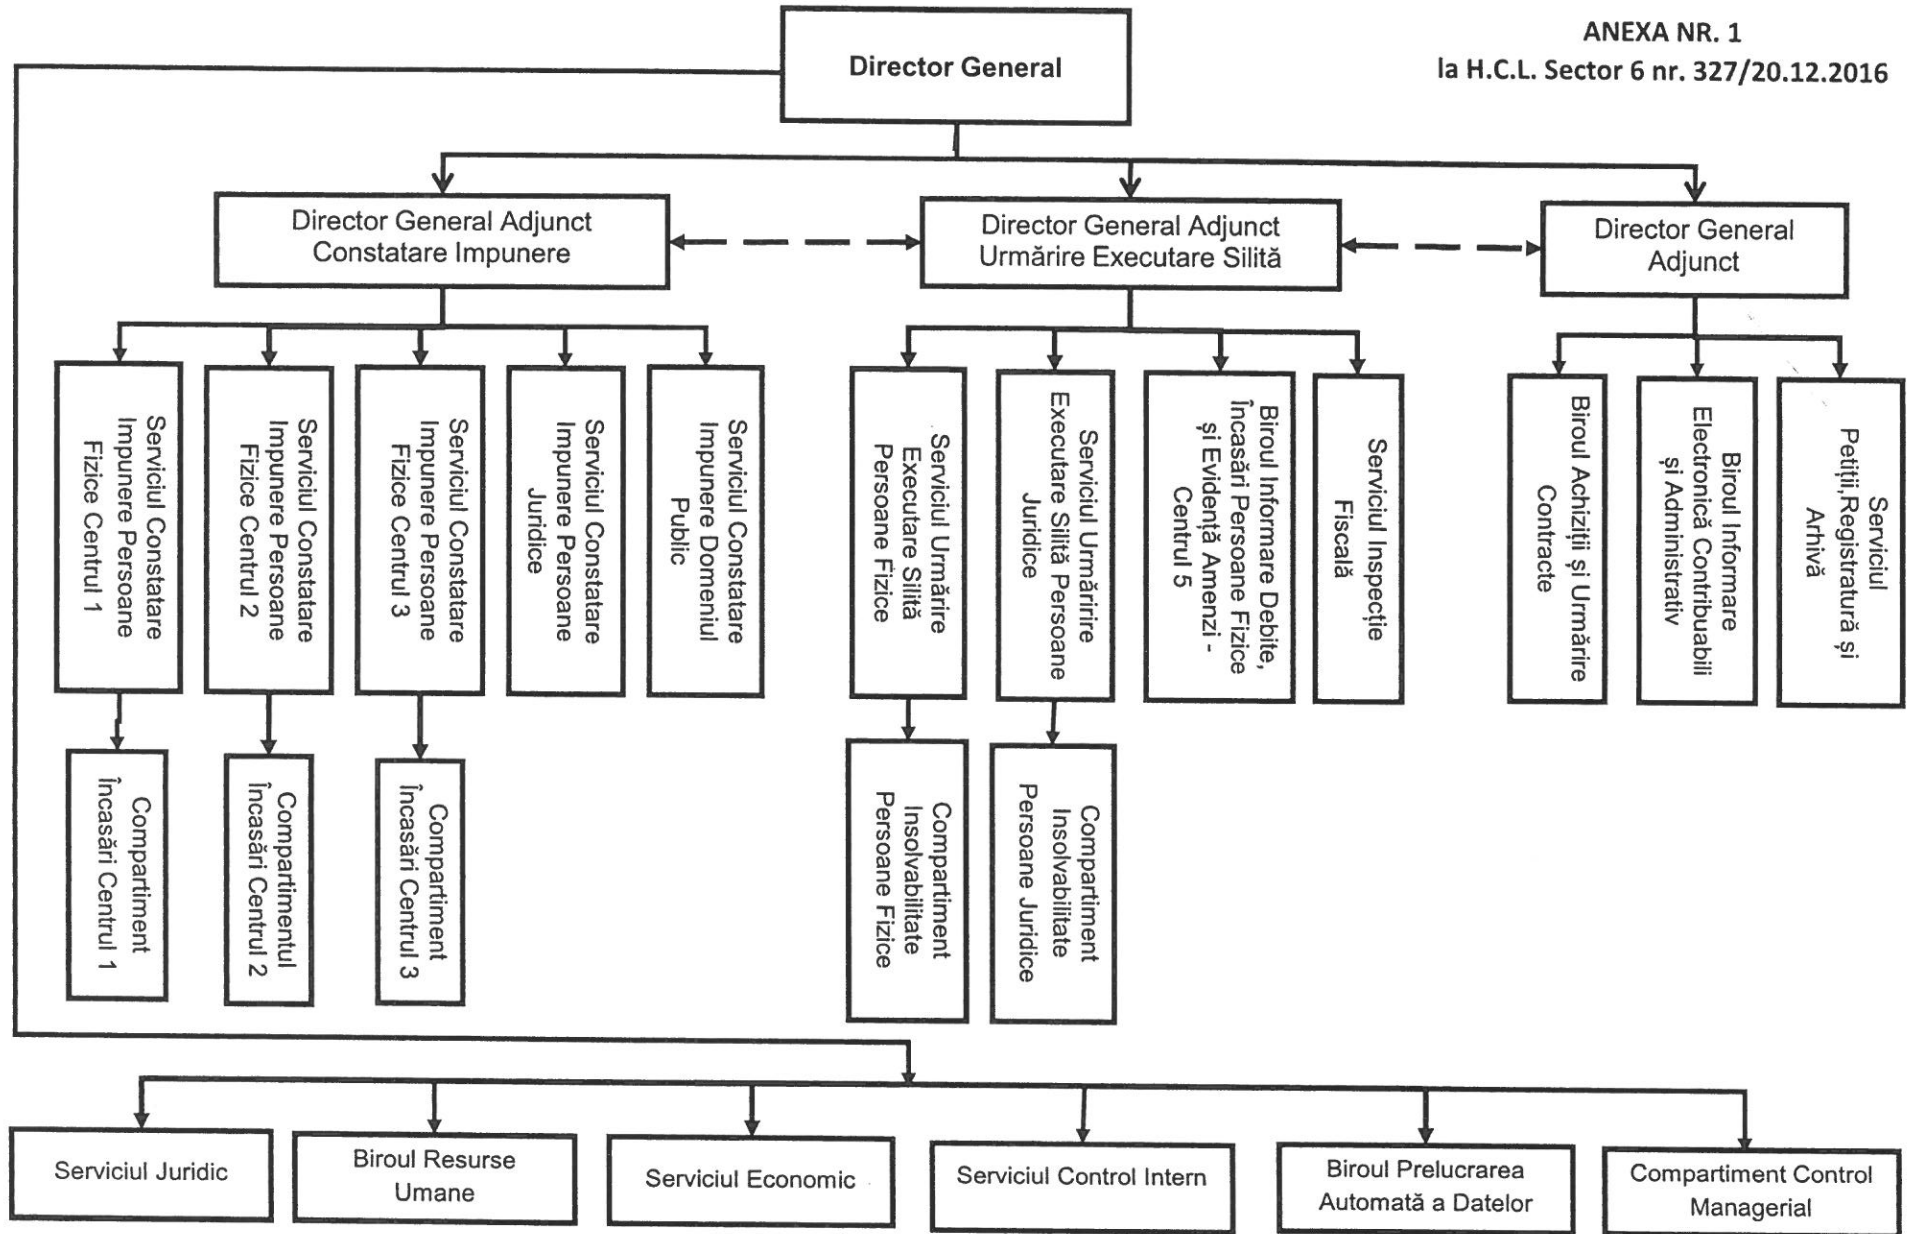 ANEXA NR. 1
la H.C.L. Sector 6 nr. 327/20.12.2016
Director General
Director General Adjunct
Constatare Impunere
Director General Adjunct
Urmărire Executare Silită
Director General
Adjunct
Serviciul Constatare
Impunere Persoane
Fizice Centrul 1
Serviciul Constatare
Impunere Persoane
Fizice Centrul 2
Serviciul Constatare
Impunere Persoane
Fizice Centrul 3
Serviciul Constatare
Impunere Persoane
Juridice
Serviciul Constatare
Impunere Domeniul
Public
Serviciul Urmărire
Executare Silită
Persoane Fizice
Serviciul Urmăririre
Executare Silită Persoane
Juridice
Biroul Informare Debite,
Încasări Persoane Fizice
și Evidență Amenzi -
Centrul 5
Serviciul Inspecție
Fiscală
Biroul Achiziții și Urmărire
Contracte
Biroul Informare
Electronică Contribuabili
și Administrativ
Serviciul
Petiții,Registratură și
Arhivă
Compartiment
Încasări Centrul 1
Compartimentul
Încasări Centrul 2
Compartiment
Încasări Centrul 3
Compartiment
Insolvabilitate
Persoane Fizice
Compartiment
Insolvabilitate
Persoane Juridice
Serviciul Juridic
Biroul Resurse
Umane
Serviciul Economic
Serviciul Control Intern
Biroul Prelucrarea
Automată a Datelor
Compartiment Control
Managerial